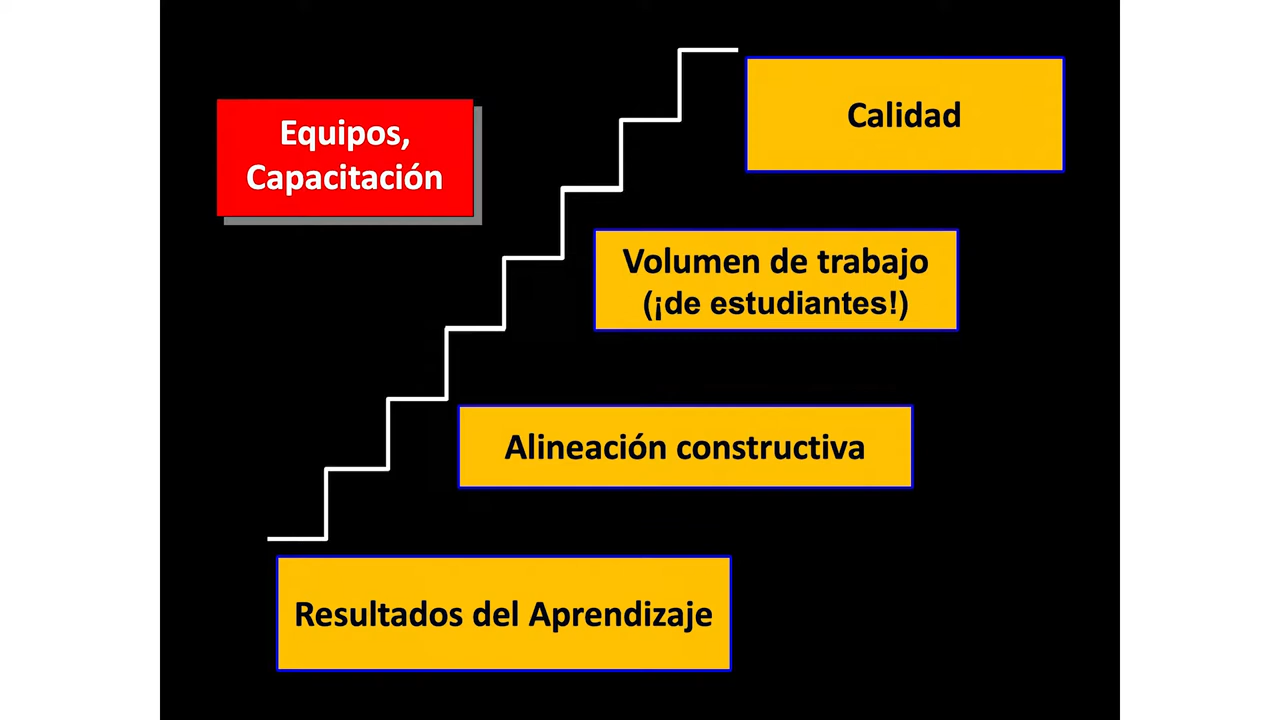 Equipos,
Capacitación
Calidad
Volumen de trabajo
(¡de estudiantes!)
Alineación constructiva
Resultados del Aprendizaje